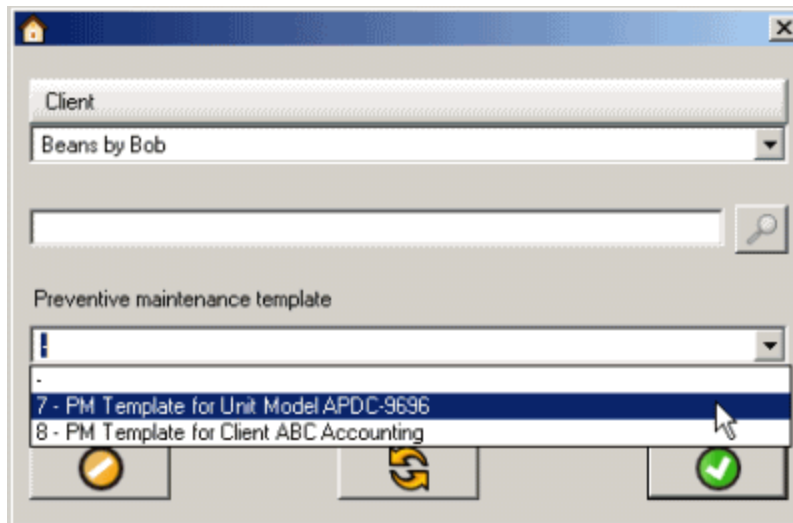 Client
Beans by Bob
Preventive maintenance template
-
-
7 - PM Template for Unit Model APDC-9696
8 - PM Template for Client ABC Accounting